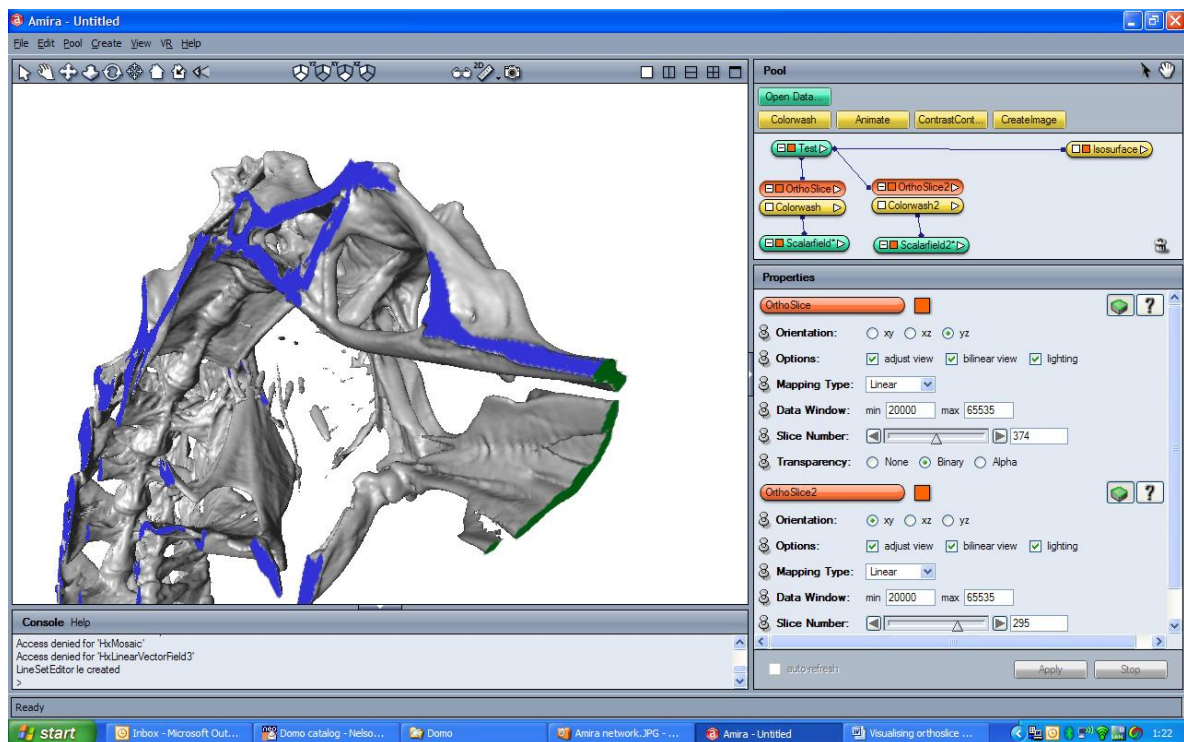 Amira - Untitled
File Edit Pool Create View VR Help
YZ XY XZ 2D
Pool
Open Data...
Colorwash Animate ContrastCont... CreateImage
Test Isosurface
OrthoSlice OrthoSlice2
Colorwash Colorwash2
Scalarfield* Scalarfield2*
Properties
OrthoSlice ?
Orientation: xy xz yz
Options: adjust view bilinear view lighting
Mapping Type: Linear
Data Window: min 20000 max 65535
Slice Number: 374
Transparency: None Binary Alpha
OrthoSlice2 ?
Orientation: xy xz yz
Options: adjust view bilinear view lighting
Mapping Type: Linear
Data Window: min 20000 max 65535
Slice Number: 295
auto-refresh Apply Stop
Console Help
Access denied for 'HxMosaic'
Access denied for 'HxLinearVectorField3'
LineSetEditor le created
>
Ready
start Inbox - Microsoft Out... Domo catalog - Nelso... Domo Amira network.JPG - ... Amira - Untitled Visualising orthoslice ... 1:22